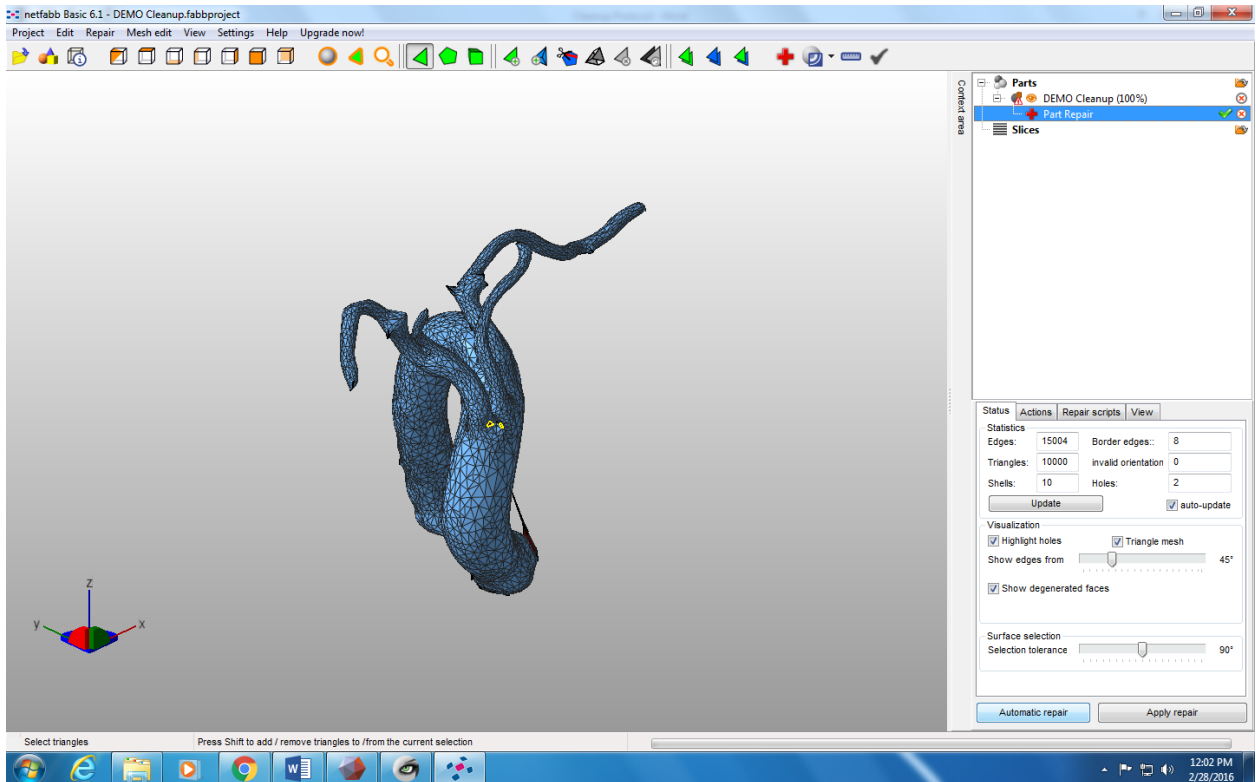 netfabb Basic 6.1 - DEMO Cleanup.fabbproject
Project Edit Repair Mesh edit View Settings Help Upgrade now!
Context area
Parts
DEMO Cleanup (100%)
Part Repair
Slices
z
y
x
Status Actions Repair scripts View
Statistics
Edges: 15004 Border edges:: 8
Triangles: 10000 invalid orientation 0
Shells: 10 Holes: 2
Update auto-update
Visualization
Highlight holes Triangle mesh
Show edges from 45°
Show degenerated faces
Surface selection
Selection tolerance 90°
Automatic repair Apply repair
Select triangles Press Shift to add / remove triangles to /from the current selection
12:02 PM
2/28/2016